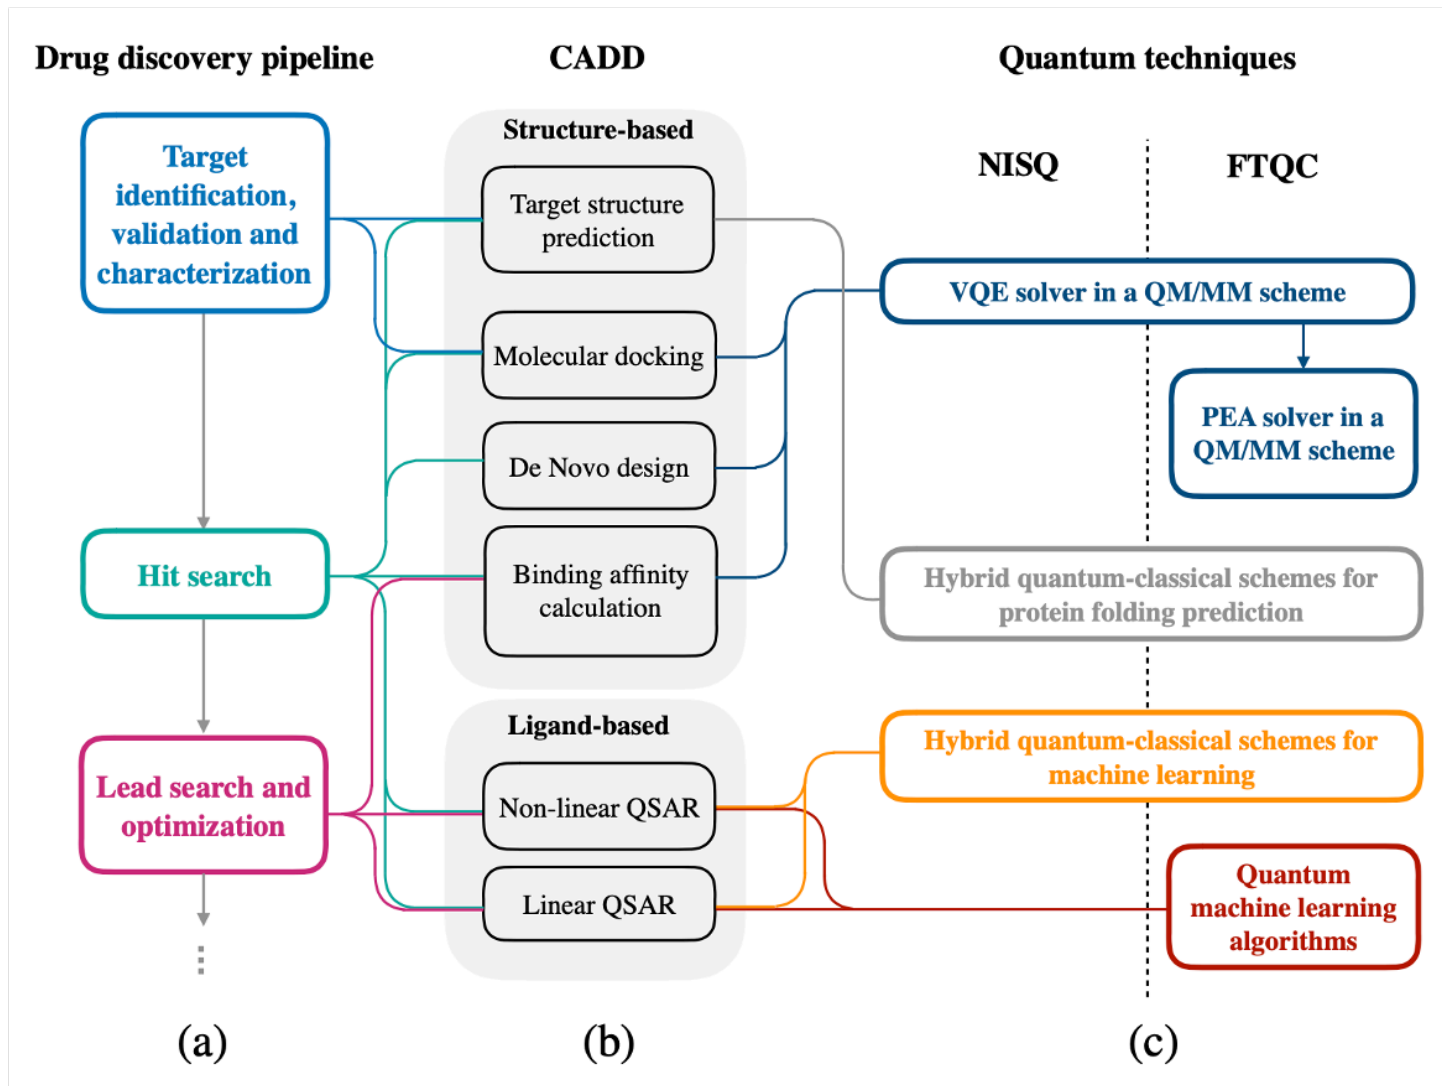 Drug discovery pipeline
CADD
Quantum techniques
Target
identification,
validation and
characterization
Hit search
Lead search and
optimization
Structure-based
Target structure
prediction
Molecular docking
De Novo design
Binding affinity
calculation
Ligand-based
Non-linear QSAR
Linear QSAR
NISQ
FTQC
VQE solver in a QM/MM scheme
PEA solver in a
QM/MM scheme
Hybrid quantum-classical schemes for
protein folding prediction
Hybrid quantum-classical schemes for
machine learning
Quantum
machine learning
algorithms
(a)
(b)
(c)